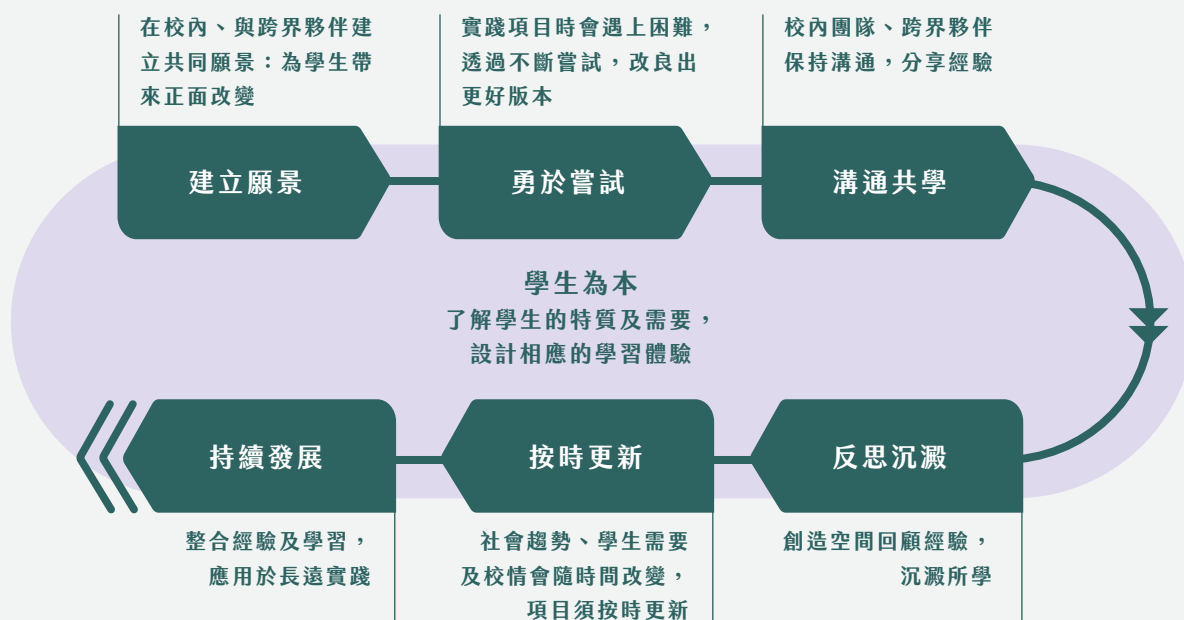 在校內、與跨界夥伴建
立共同願景：為學生帶
來正面改變
建立願景
實踐項目時會遇上困難，
透過不斷嘗試，改良出
更好版本
勇於嘗試
校內團隊、跨界夥伴
保持溝通，分享經驗
溝通共學
學生為本
了解學生的特質及需要，
設計相應的學習體驗
反思沉澱
創造空間回顧經驗，
沉澱所學
按時更新
社會趨勢、學生需要
及校情會隨時間改變，
項目須按時更新
持續發展
整合經驗及學習，
應用於長遠實踐